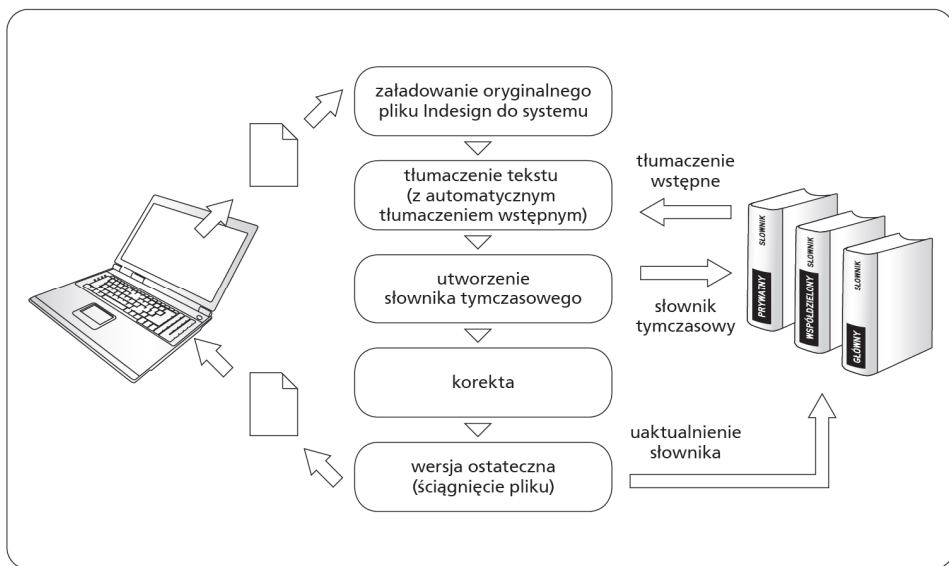 załadowanie oryginalnego
pliku Indesign do systemu
tłumaczenie tekstu
(z automatycznym
tłumaczeniem wstępnym)
tłumaczenie
wstępne
utworzenie
słownika tymczasowego
słownik
tymczasowy
korekta
wersja ostateczna
(ściągnięcie pliku)
uaktualnienie
słownika
PRYWATNY SŁOWNIK
WSPÓŁDZIELONY SŁOWNIK
GŁÓWNY SŁOWNIK